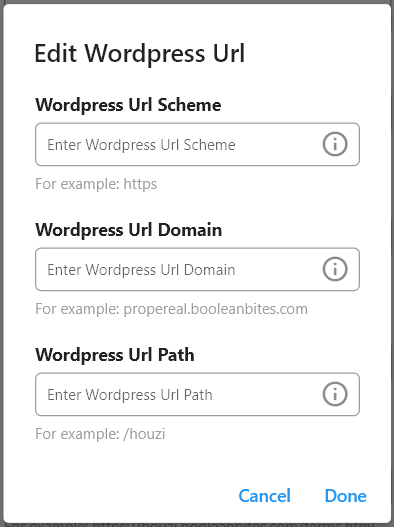 Edit Wordpress Url
Wordpress Url Scheme
Enter Wordpress Url Scheme
For example: https
Wordpress Url Domain
Enter Wordpress Url Domain
For example: propereal.booleanbites.com
Wordpress Url Path
Enter Wordpress Url Path
For example: /houzi
Cancel Done